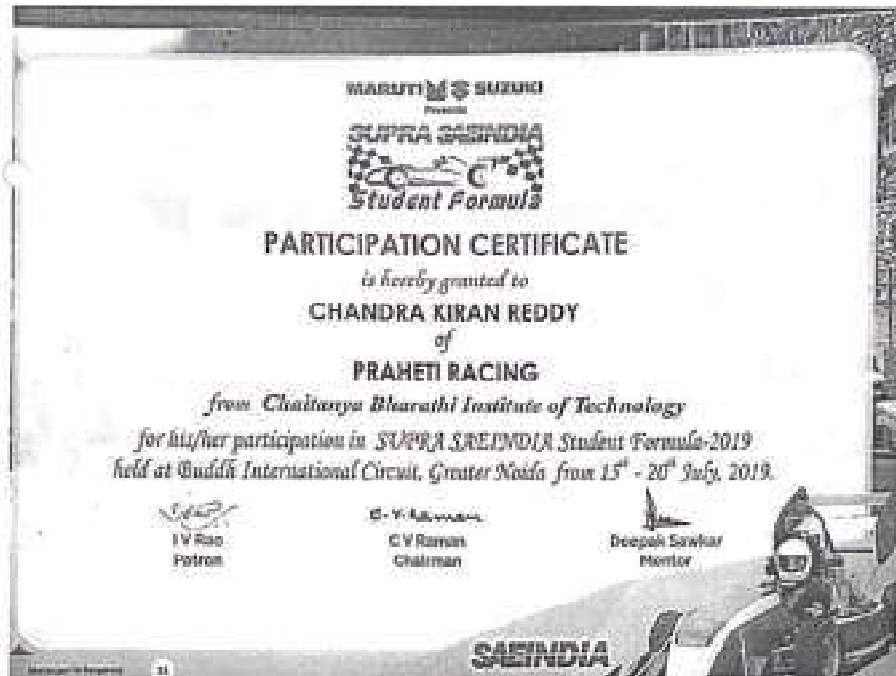 MARUTI SUZUKI
Presents
SUPRA SAEINDIA
Student Formula
PARTICIPATION CERTIFICATE
is hereby granted to
CHANDRA KIRAN REDDY
of
PRAHETI RACING
from Chaitanya Bharathi Institute of Technology
for his/her participation in SUPRA SAEINDIA Student Formula-2019
held at Buddh International Circuit, Greater Noida from 15th - 20th July, 2019.
C.V. Raman
I V Rao
C V Raman
Deepak Sawkar
Patron
Chairman
Mentor
SAEINDIA